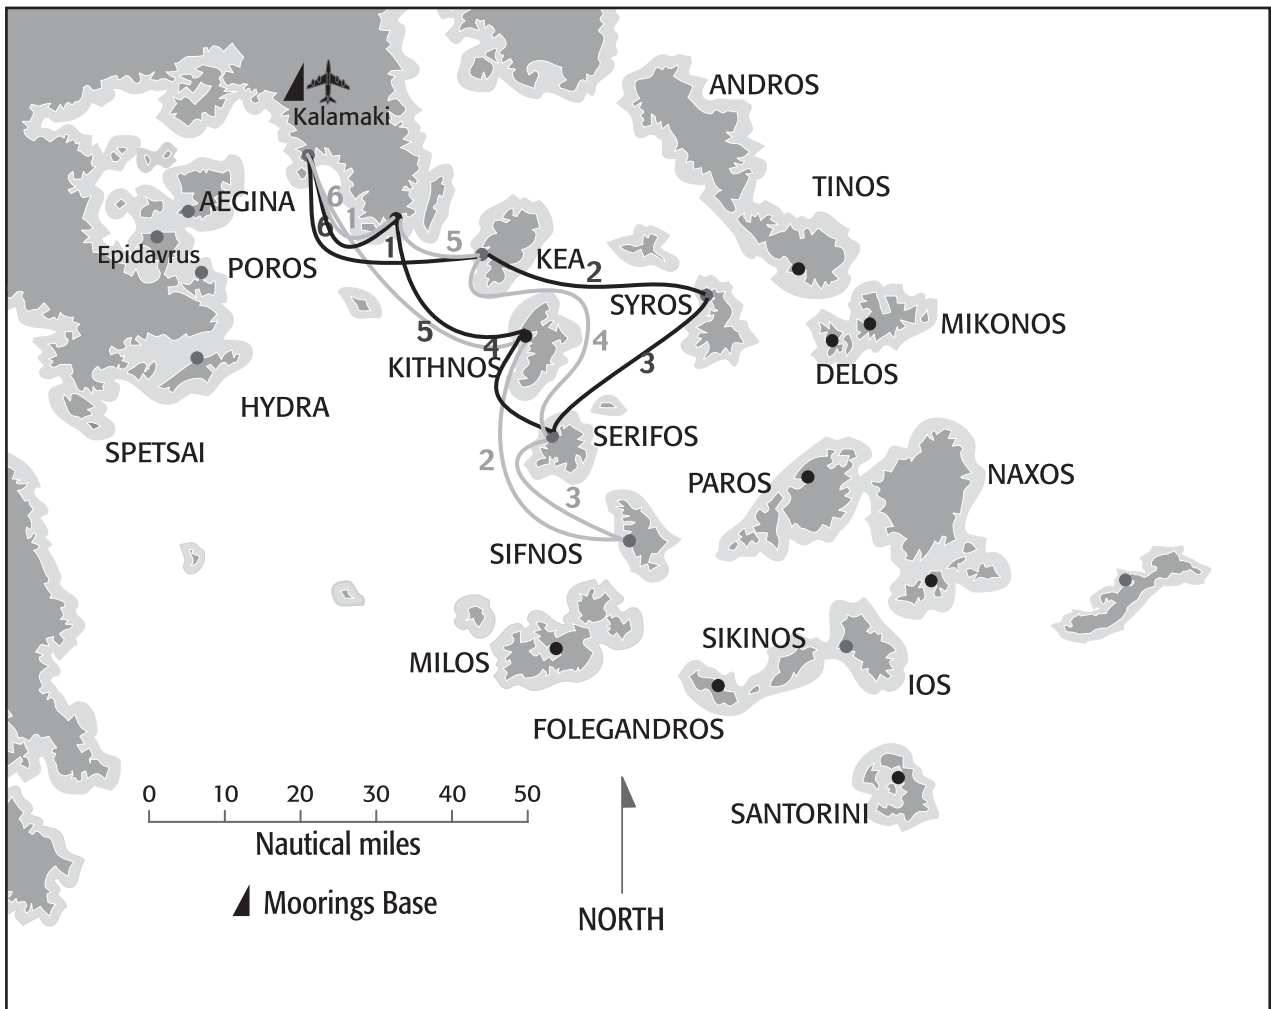 ANDROS
Kalamaki
TINOS
6
AEGINA
1
6
5
1
Epidavrus
KEA
2
POROS
SYROS
5
4
4
MIKONOS
KITHNOS
3
DELOS
HYDRA
SERIFOS
SPETSAI
2
NAXOS
PAROS
3
SIFNOS
SIKINOS
MILOS
IOS
FOLEGANDROS
0 10 20 30 40 50
SANTORINI
Nautical miles
Moorings Base
NORTH